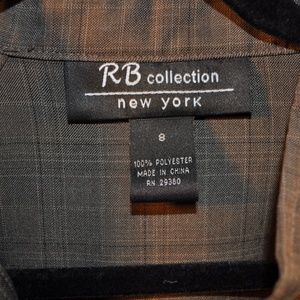 RB collection
new york
8
100% POLYESTER
MADE IN CHINA
RN 29360